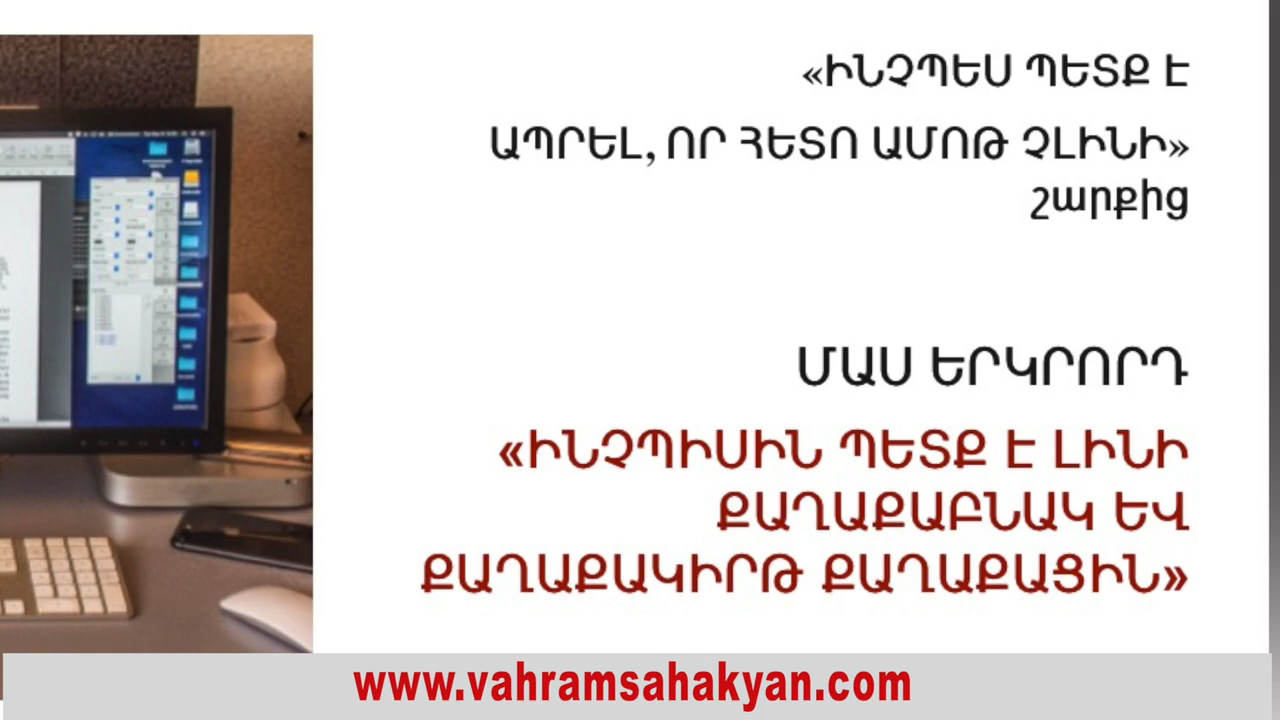 «ԻՆՉՊԵՍ ՊԵՏՔ Է
ԱՊՐԵԼ, ՈՐ ՀԵՏՈ ԱՄՈԹ ՉԼԻՆԻ»
շարքից
ՄԱՍ ԵՐԿՐՈՐԴ
«ԻՆՉՊԻՍԻՆ ՊԵՏՔ Է ԼԻՆԻ
ՔԱՂԱՔԱԲՆԱԿ ԵՎ
ՔԱՂԱՔԱԿԻՐԹ ՔԱՂԱՔԱՑԻՆ»
www.vahramsahakyan.com